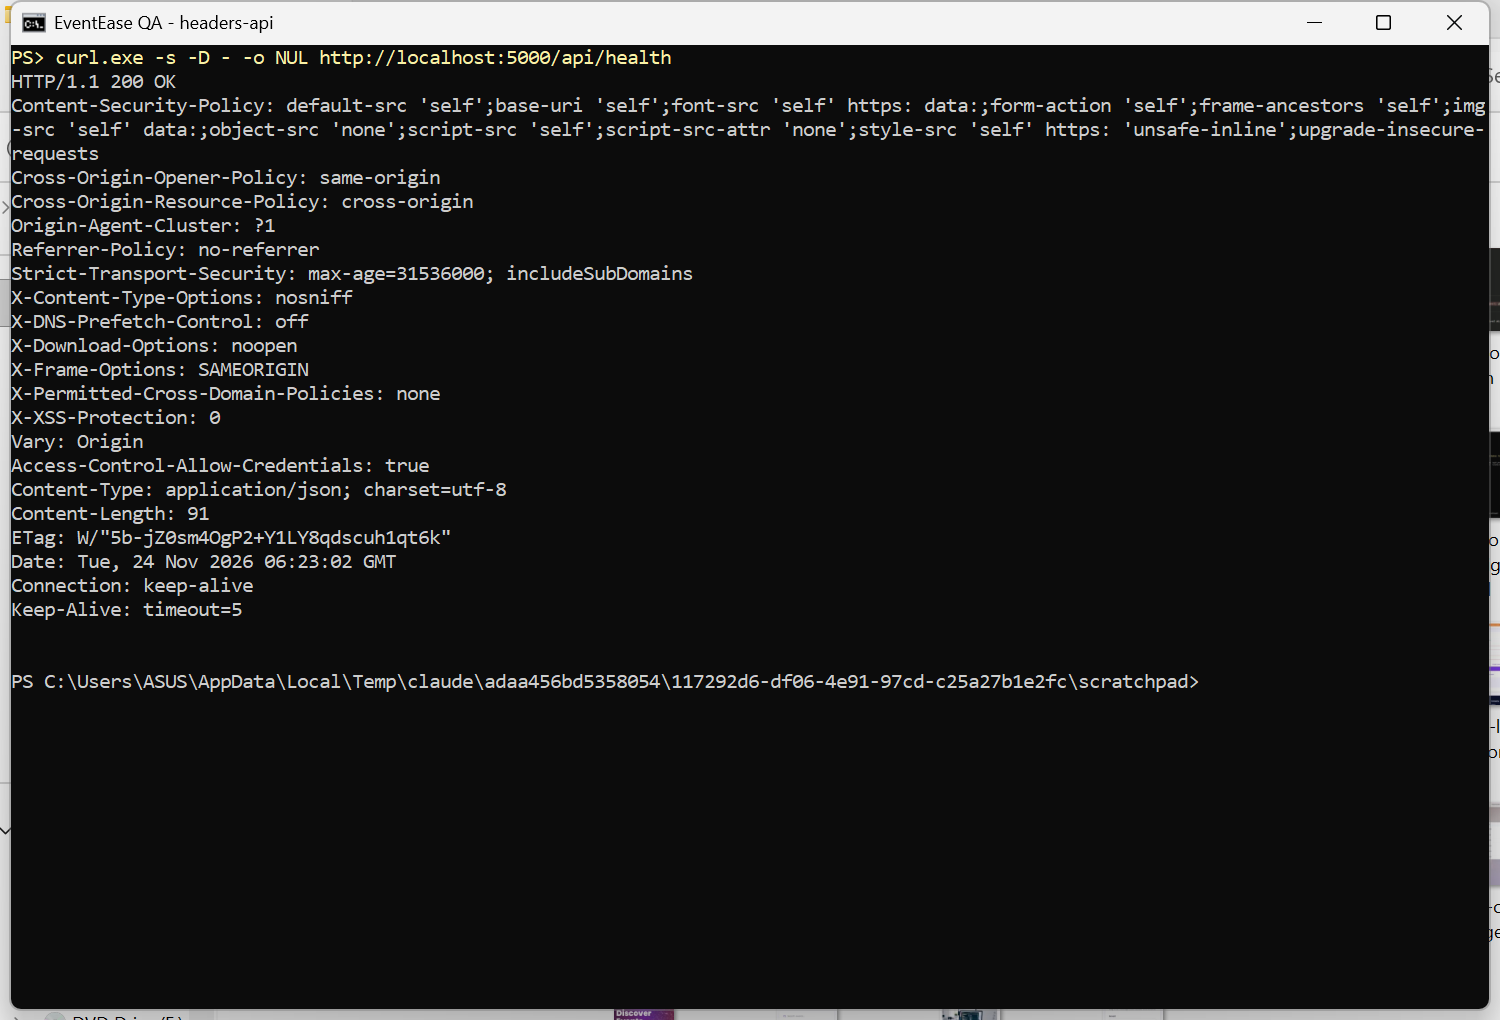 EventEase QA - headers-api
PS> curl.exe -s -D - -o NUL http://localhost:5000/api/health
HTTP/1.1 200 OK
Content-Security-Policy: default-src 'self';base-uri 'self';font-src 'self' https: data:;form-action 'self';frame-ancestors 'self';img
-src 'self' data:;object-src 'none';script-src 'self';script-src-attr 'none';style-src 'self' https: 'unsafe-inline';upgrade-insecure-
requests
Cross-Origin-Opener-Policy: same-origin
Cross-Origin-Resource-Policy: cross-origin
Origin-Agent-Cluster: ?1
Referrer-Policy: no-referrer
Strict-Transport-Security: max-age=31536000; includeSubDomains
X-Content-Type-Options: nosniff
X-DNS-Prefetch-Control: off
X-Download-Options: noopen
X-Frame-Options: SAMEORIGIN
X-Permitted-Cross-Domain-Policies: none
X-XSS-Protection: 0
Vary: Origin
Access-Control-Allow-Credentials: true
Content-Type: application/json; charset=utf-8
Content-Length: 91
ETag: W/"5b-jZ0sm4OgP2+Y1LY8qdscuh1qt6k"
Date: Tue, 24 Nov 2026 06:23:02 GMT
Connection: keep-alive
Keep-Alive: timeout=5
PS C:\Users\ASUS\AppData\Local\Temp\claude\adaa456bd5358054\117292d6-df06-4e91-97cd-c25a27b1e2fc\scratchpad>
Discover